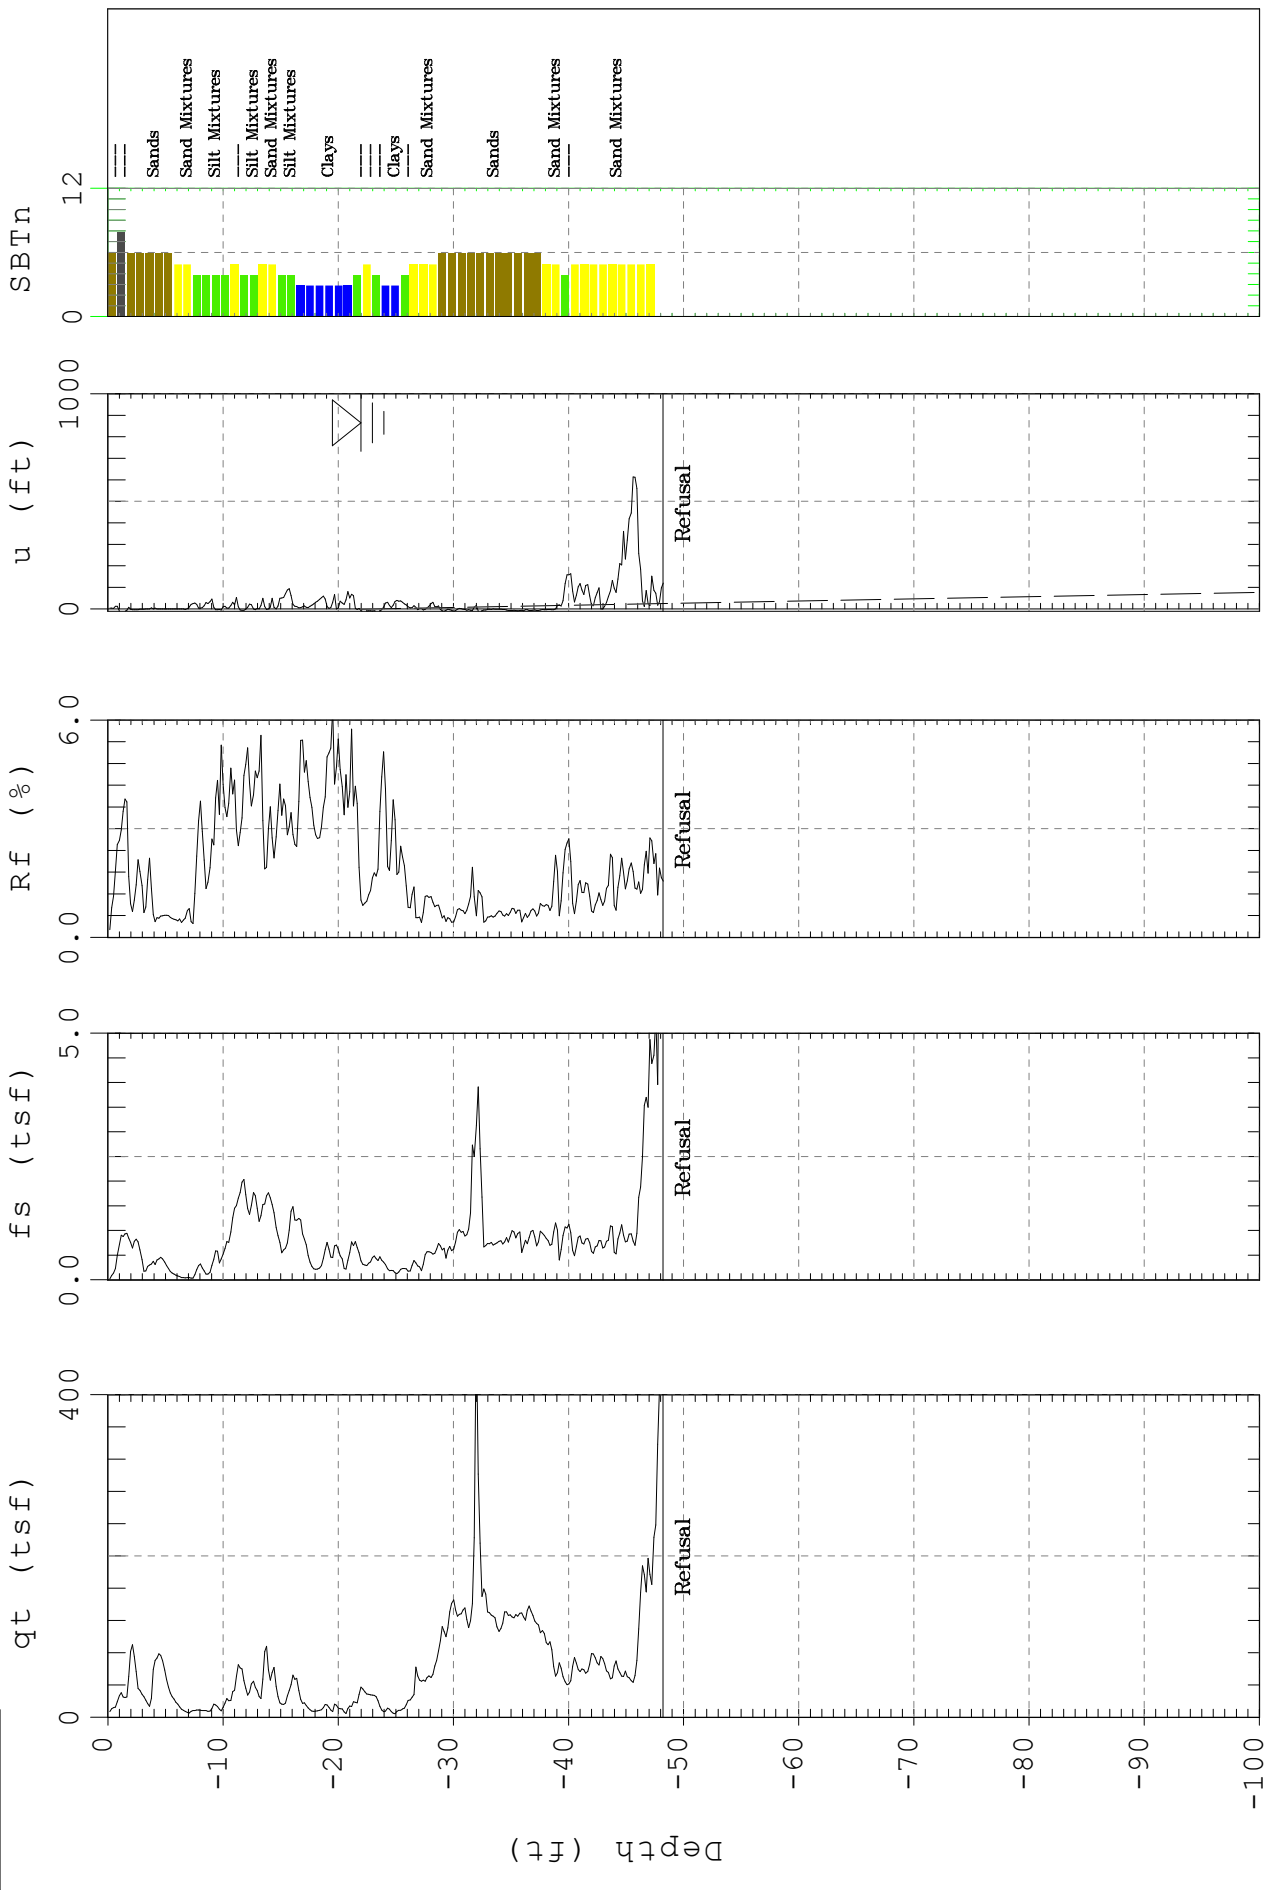 qt (tsf)
fs (tsf)
Rf (%)
u (ft)
SBTn
0
400
0.0
5.0
0.0
6.0
0
1000
0
12
0
-10
-20
-30
-40
-50
-60
-70
-80
-90
-100
Depth (ft)
Refusal
Refusal
Refusal
Refusal
Sands
Sand Mixtures
Silt Mixtures
Silt Mixtures
Sand Mixtures
Silt Mixtures
Clays
Clays
Sand Mixtures
Sands
Sand Mixtures
Sand Mixtures